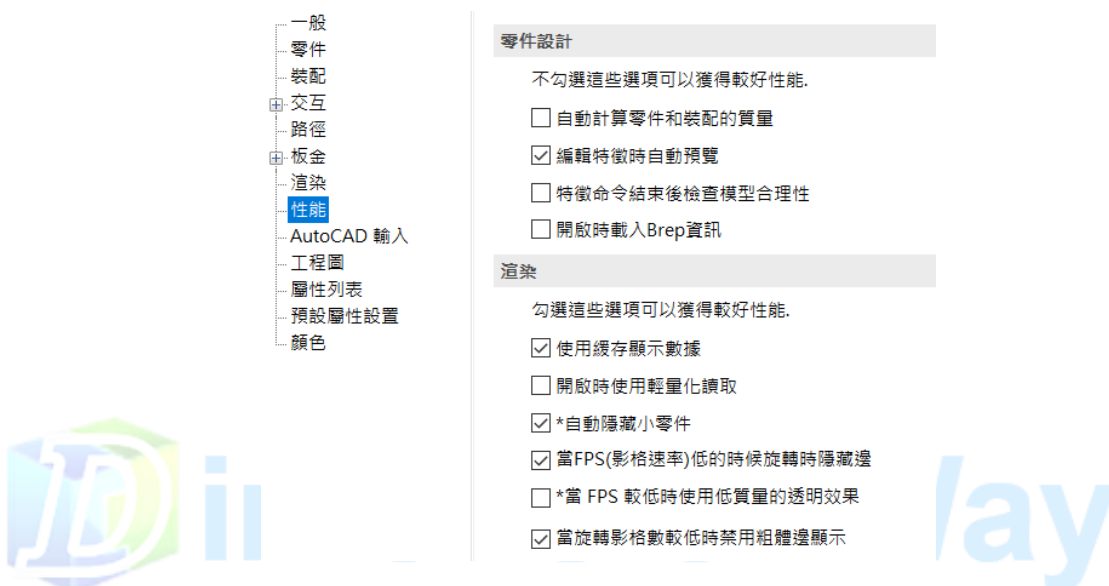 一般
零件
裝配
交互
路徑
板金
渲染
性能
AutoCAD 輸入
工程圖
屬性列表
預設屬性設置
顏色
零件設計
不勾選這些選項可以獲得較好性能.
自動計算零件和裝配的質量
編輯特徵時自動預覽
特徵命令結束後檢查模型合理性
開啟時載入Brep資訊
渲染
勾選這些選項可以獲得較好性能.
使用緩存顯示數據
開啟時使用輕量化讀取
*自動隱藏小零件
當FPS(影格速率)低的時候旋轉時隱藏邊
*當 FPS 較低時使用低質量的透明效果
當旋轉影格數較低時禁用粗體邊顯示